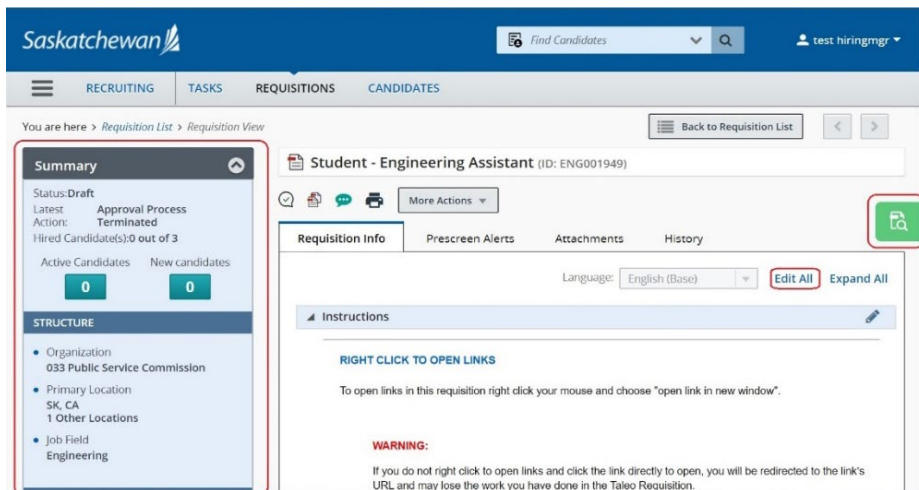 Saskatchewan
Find Candidates
test hiringmgr
RECRUITING TASKS REQUISITIONS CANDIDATES
You are here > Requisition List > Requisition View
Back to Requisition List
< >
Summary
Status:Draft
Latest Action: Approval Process Terminated
Hired Candidate(s):0 out of 3
Active Candidates New candidates
0 0
STRUCTURE
Organization
033 Public Service Commission
Primary Location
SK, CA
1 Other Locations
Job Field
Engineering
Student - Engineering Assistant (ID: ENG001949)
More Actions
Requisition Info Prescreen Alerts Attachments History
Language: English (Base) Edit All Expand All
Instructions
RIGHT CLICK TO OPEN LINKS
To open links in this requisition right click your mouse and choose "open link in new window".
WARNING:
If you do not right click to open links and click the link directly to open, you will be redirected to the link's
URL and may lose the work you have done in the Taleo Requisition.